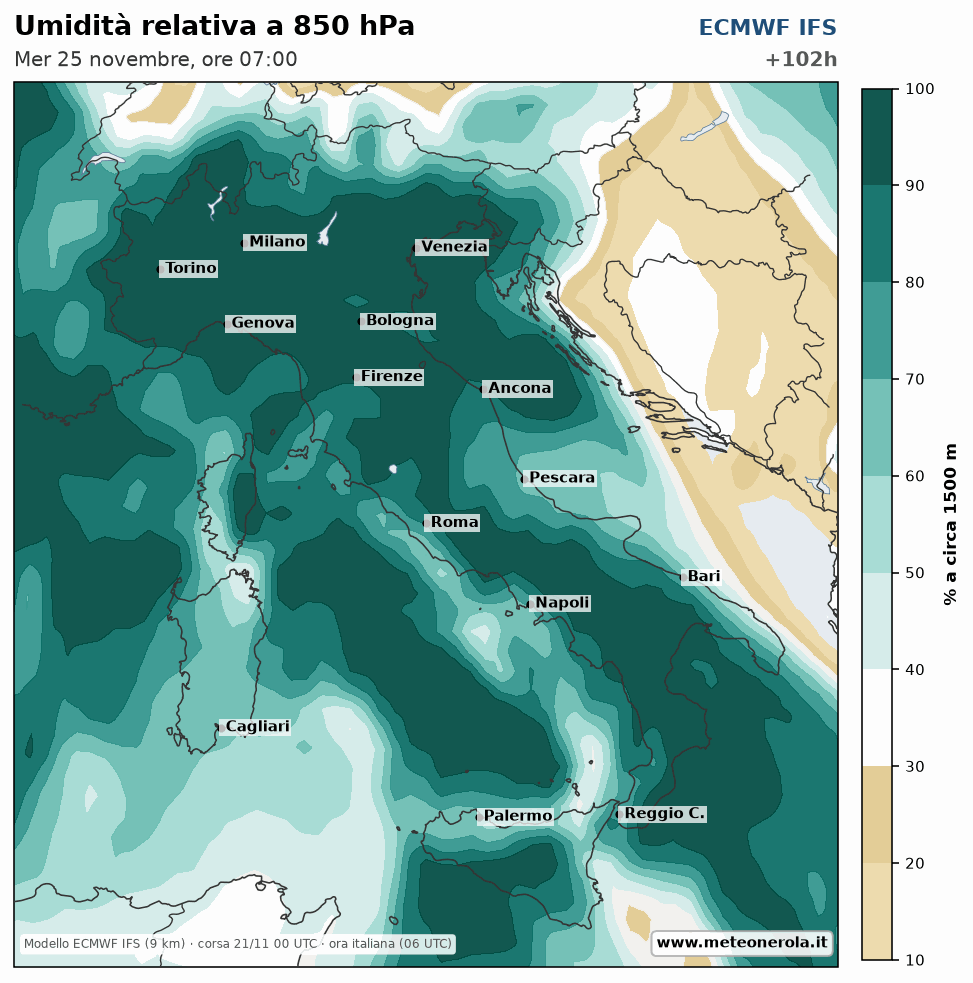 Umidità relativa a 850 hPa
ECMWF IFS
Mer 25 novembre, ore 07:00
+102h
100
90
80
70
60
50
40
30
20
10
% a circa 1500 m
Milano
Venezia
Torino
Genova
Bologna
Firenze
Ancona
Pescara
Roma
Bari
Napoli
Cagliari
Palermo
Reggio C.
Modello ECMWF IFS (9 km) · corsa 21/11 00 UTC · ora italiana (06 UTC)
www.meteonerola.it